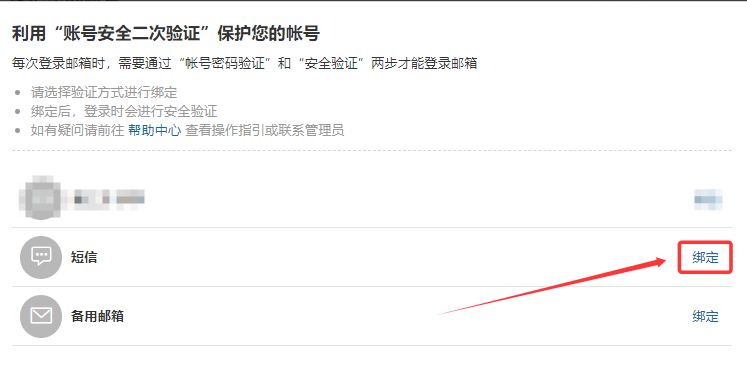 利用“账号安全二次验证”保护您的帐号
每次登录邮箱时，需要通过“帐号密码验证”和“安全验证”两步才能登录邮箱
请选择验证方式进行绑定
绑定后，登录时会进行安全验证
如有疑问请前往 帮助中心 查看操作指引或联系管理员
短信 绑定
备用邮箱 绑定